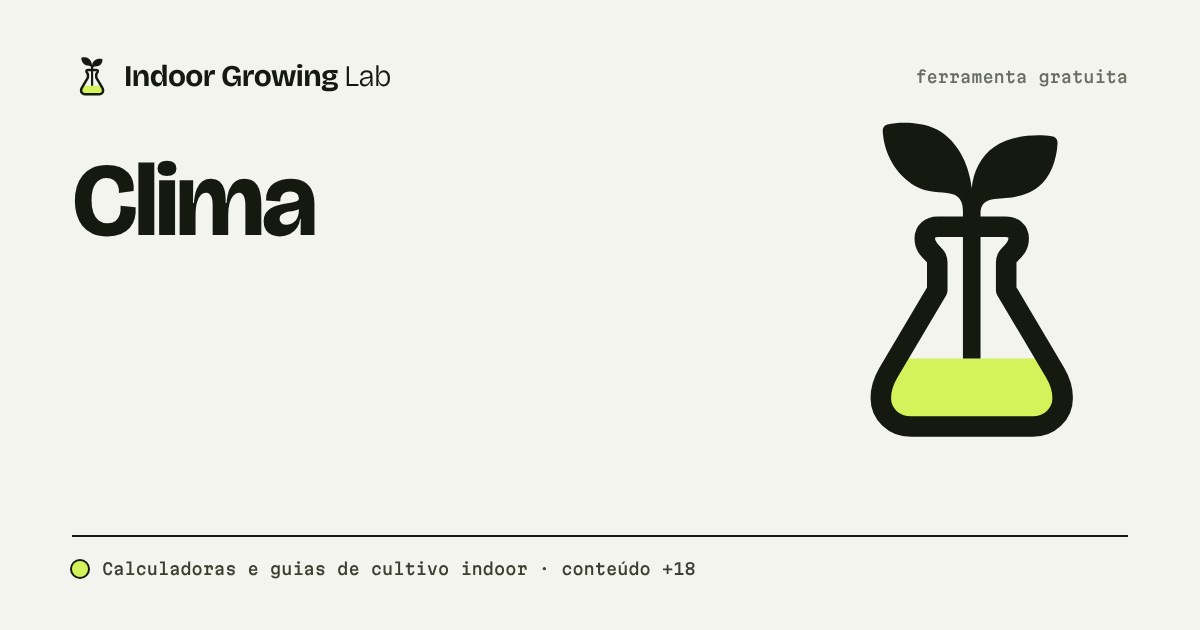 Indoor Growing Lab
ferramenta gratuita
Clima
Calculadoras e guias de cultivo indoor · conteúdo +18